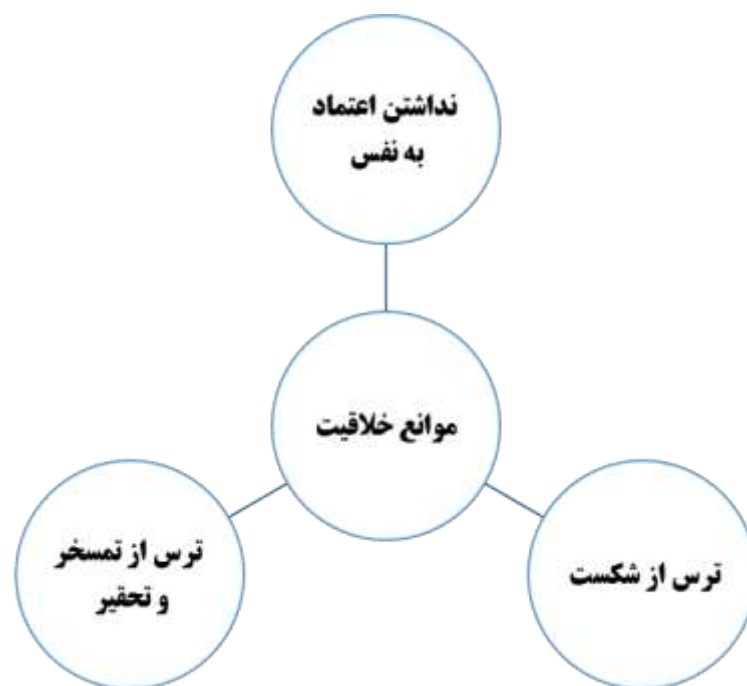 نداشتن اعتماد
به نفس
موانع خلاقیت
ترس از شکست
ترس از تمسخر
و تحقیر